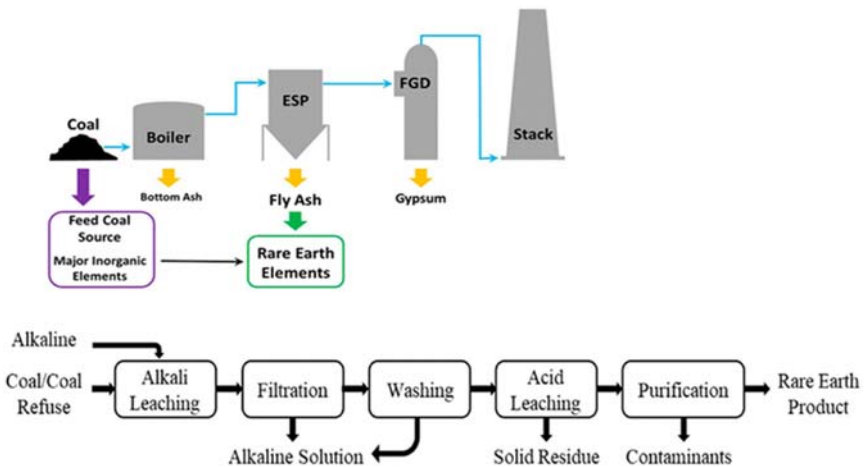 Coal
Boiler
ESP
FGD
Stack
Bottom Ash
Fly Ash
Gypsum
Feed Coal
Source
Major Inorganic
Elements
Rare Earth
Elements
Alkaline
Coal/Coal
Refuse
Alkali
Leaching
Filtration
Washing
Acid
Leaching
Purification
Rare Earth
Product
Alkaline Solution
Solid Residue
Contaminants